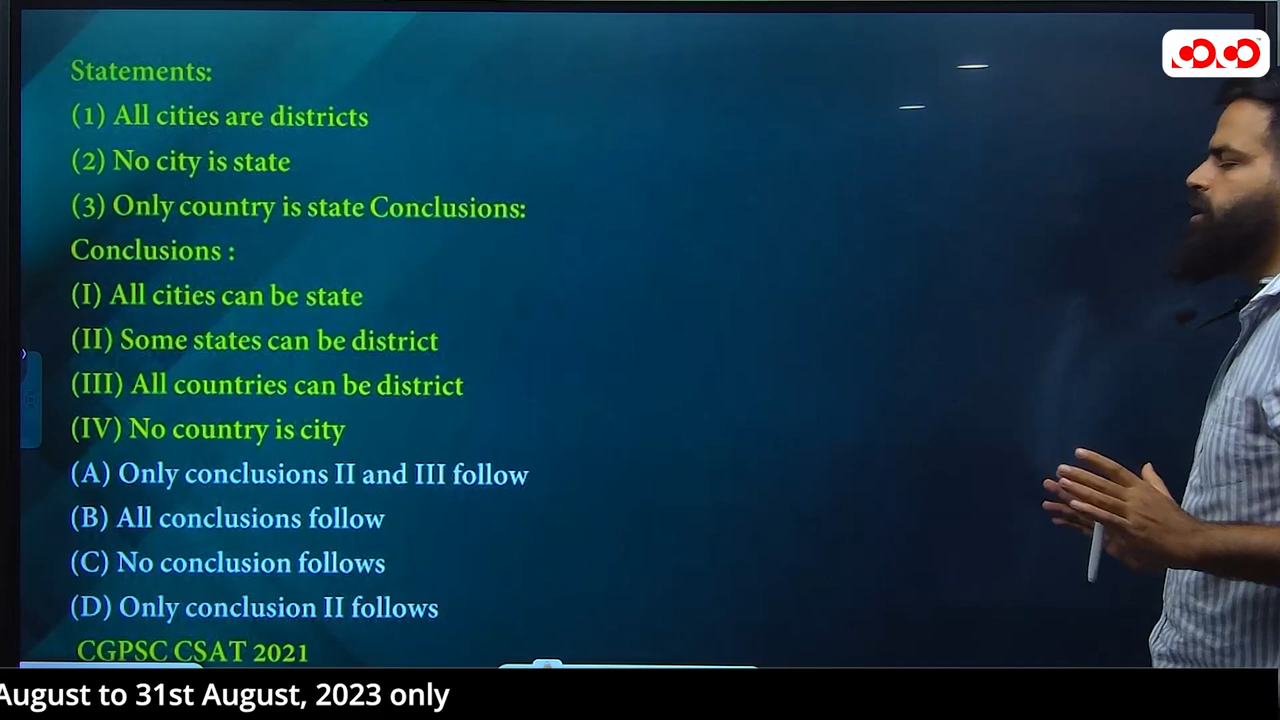 Statements:
(1) All cities are districts
(2) No city is state
(3) Only country is state Conclusions:
Conclusions :
(I) All cities can be state
(II) Some states can be district
(III) All countries can be district
(IV) No country is city
(A) Only conclusions II and III follow
(B) All conclusions follow
(C) No conclusion follows
(D) Only conclusion II follows
CGPSC CSAT 2021
August to 31st August, 2023 only